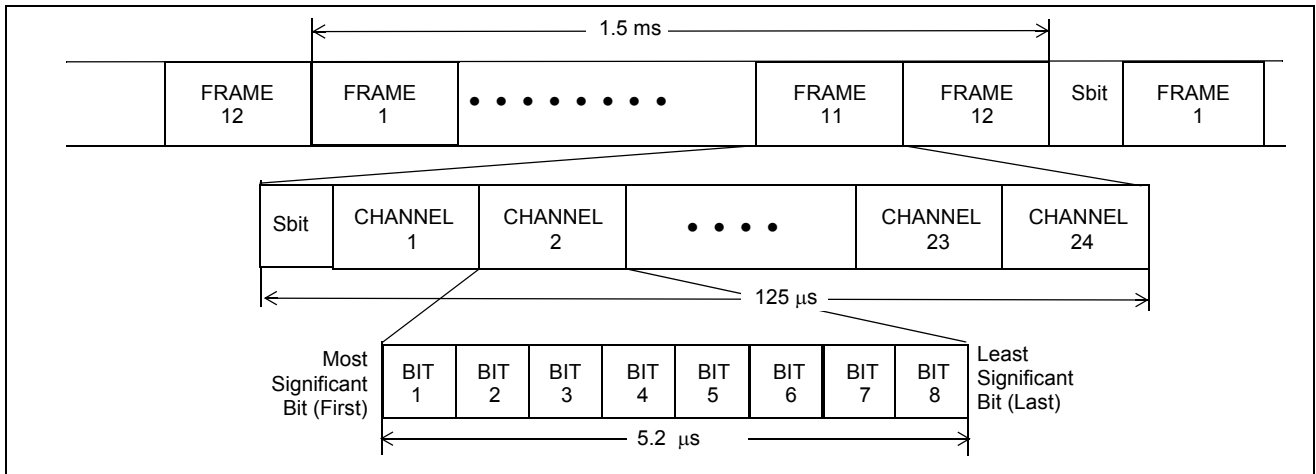 1.5 ms
FRAME
12
FRAME
1
FRAME
11
FRAME
12
Sbit
FRAME
1
Sbit
CHANNEL
1
CHANNEL
2
CHANNEL
23
CHANNEL
24
125 μs
Most
Significant
Bit (First)
BIT
1
BIT
2
BIT
3
BIT
4
BIT
5
BIT
6
BIT
7
BIT
8
Least
Significant
Bit (Last)
5.2 μs